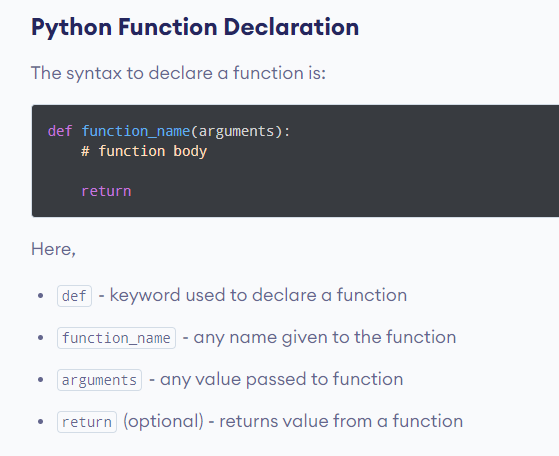 Python Function Declaration
The syntax to declare a function is:
def function_name(arguments):
    # function body
    return
Here,
• def - keyword used to declare a function
• function_name - any name given to the function
• arguments - any value passed to function
• return (optional) - returns value from a function